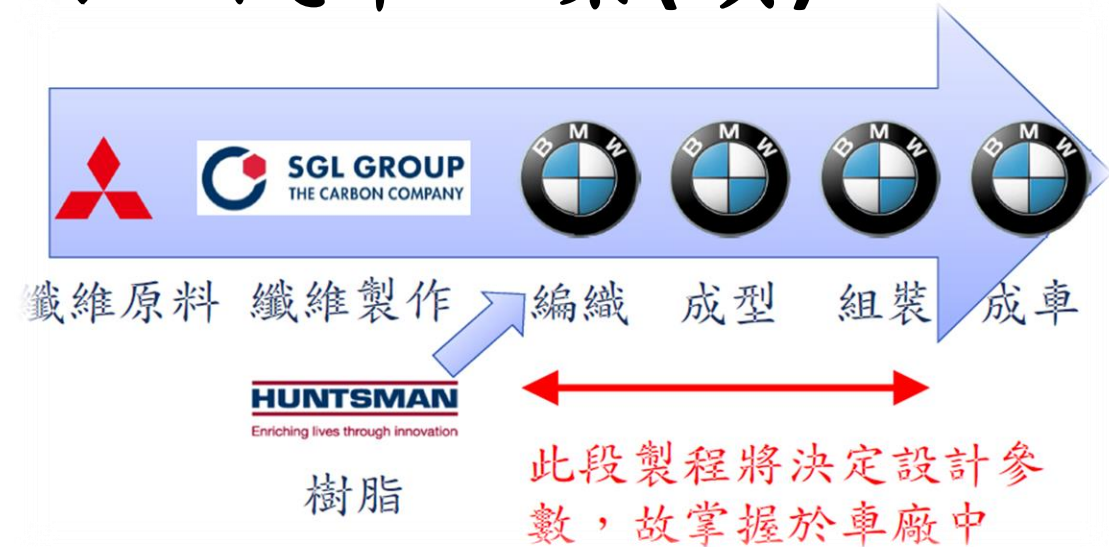 SGL GROUP
THE CARBON COMPANY
BMW BMW BMW BMW
纖維原料 纖維製作 編織 成型 組裝 成車
HUNTSMAN
Enriching lives through innovation
樹脂
此段製程將決定設計參
數，故掌握於車廠中